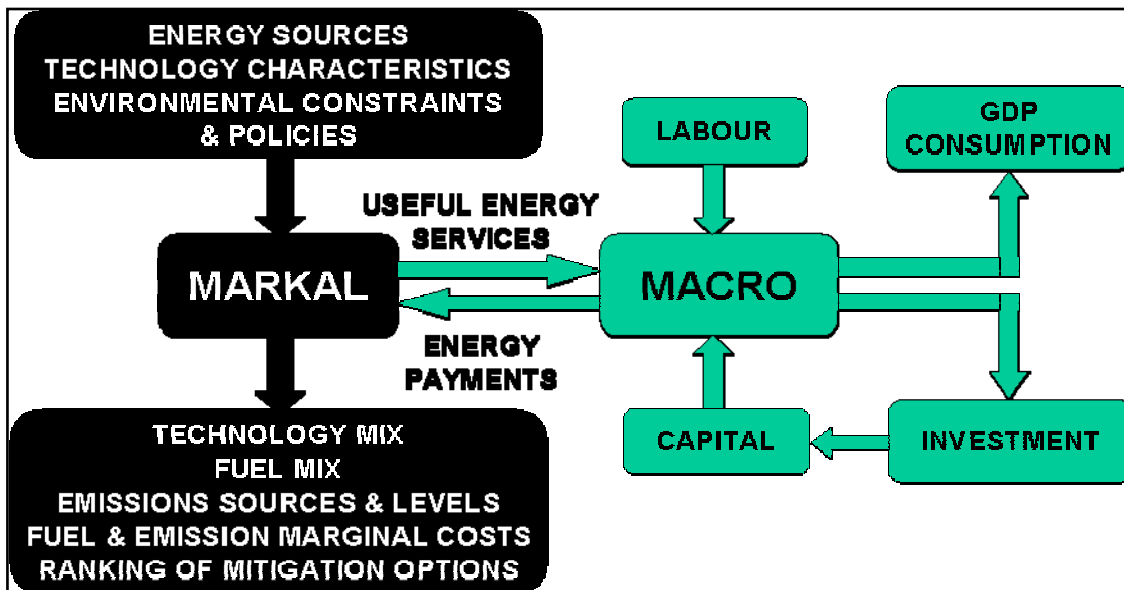 ENERGY SOURCES
TECHNOLOGY CHARACTERISTICS
ENVIRONMENTAL CONSTRAINTS
& POLICIES
LABOUR
GDP
CONSUMPTION
USEFUL ENERGY
SERVICES
MARKAL
MACRO
ENERGY
PAYMENTS
TECHNOLOGY MIX
FUEL MIX
EMISSIONS SOURCES & LEVELS
FUEL & EMISSION MARGINAL COSTS
RANKING OF MITIGATION OPTIONS
CAPITAL
INVESTMENT